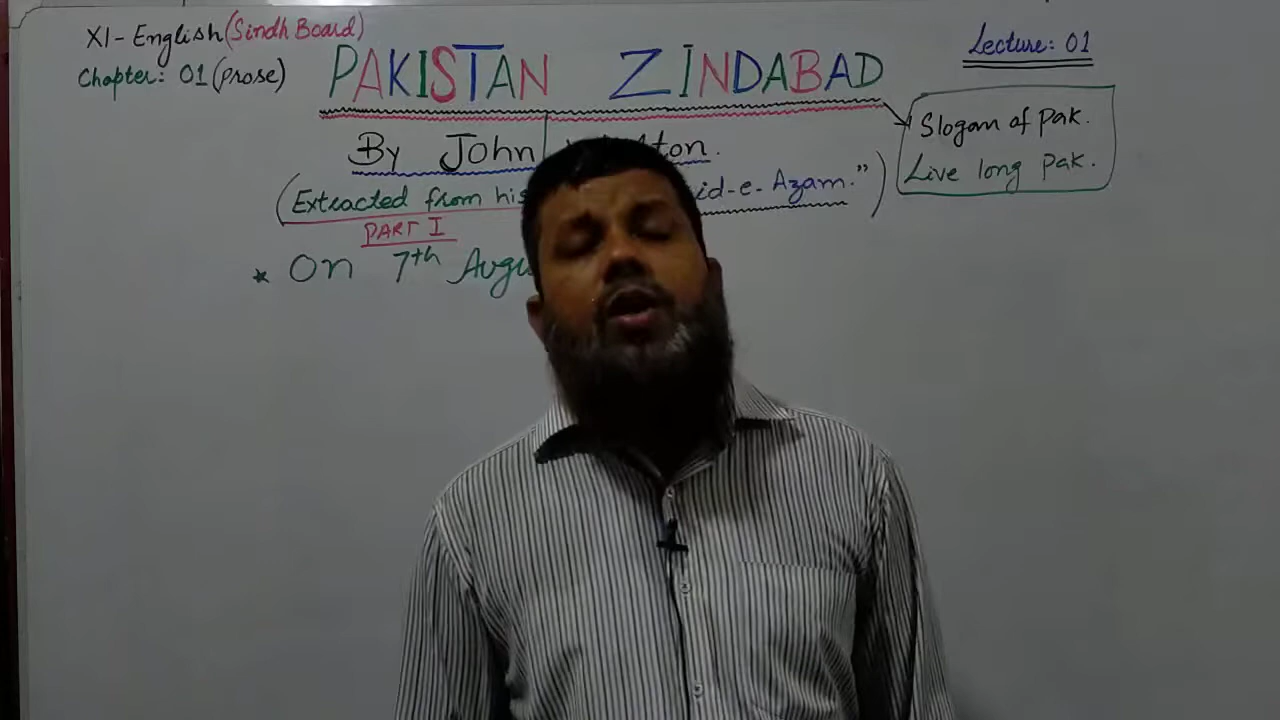 XI-English (Sindh Board)
Chapter: 01 (Prose)
PAKISTAN ZINDABAD
Lecture: 01
Slogan of Pak.
Live long Pak.
By John ton.
(Extracted from his id-e-Azam.")
PART I
* On 7th Augu